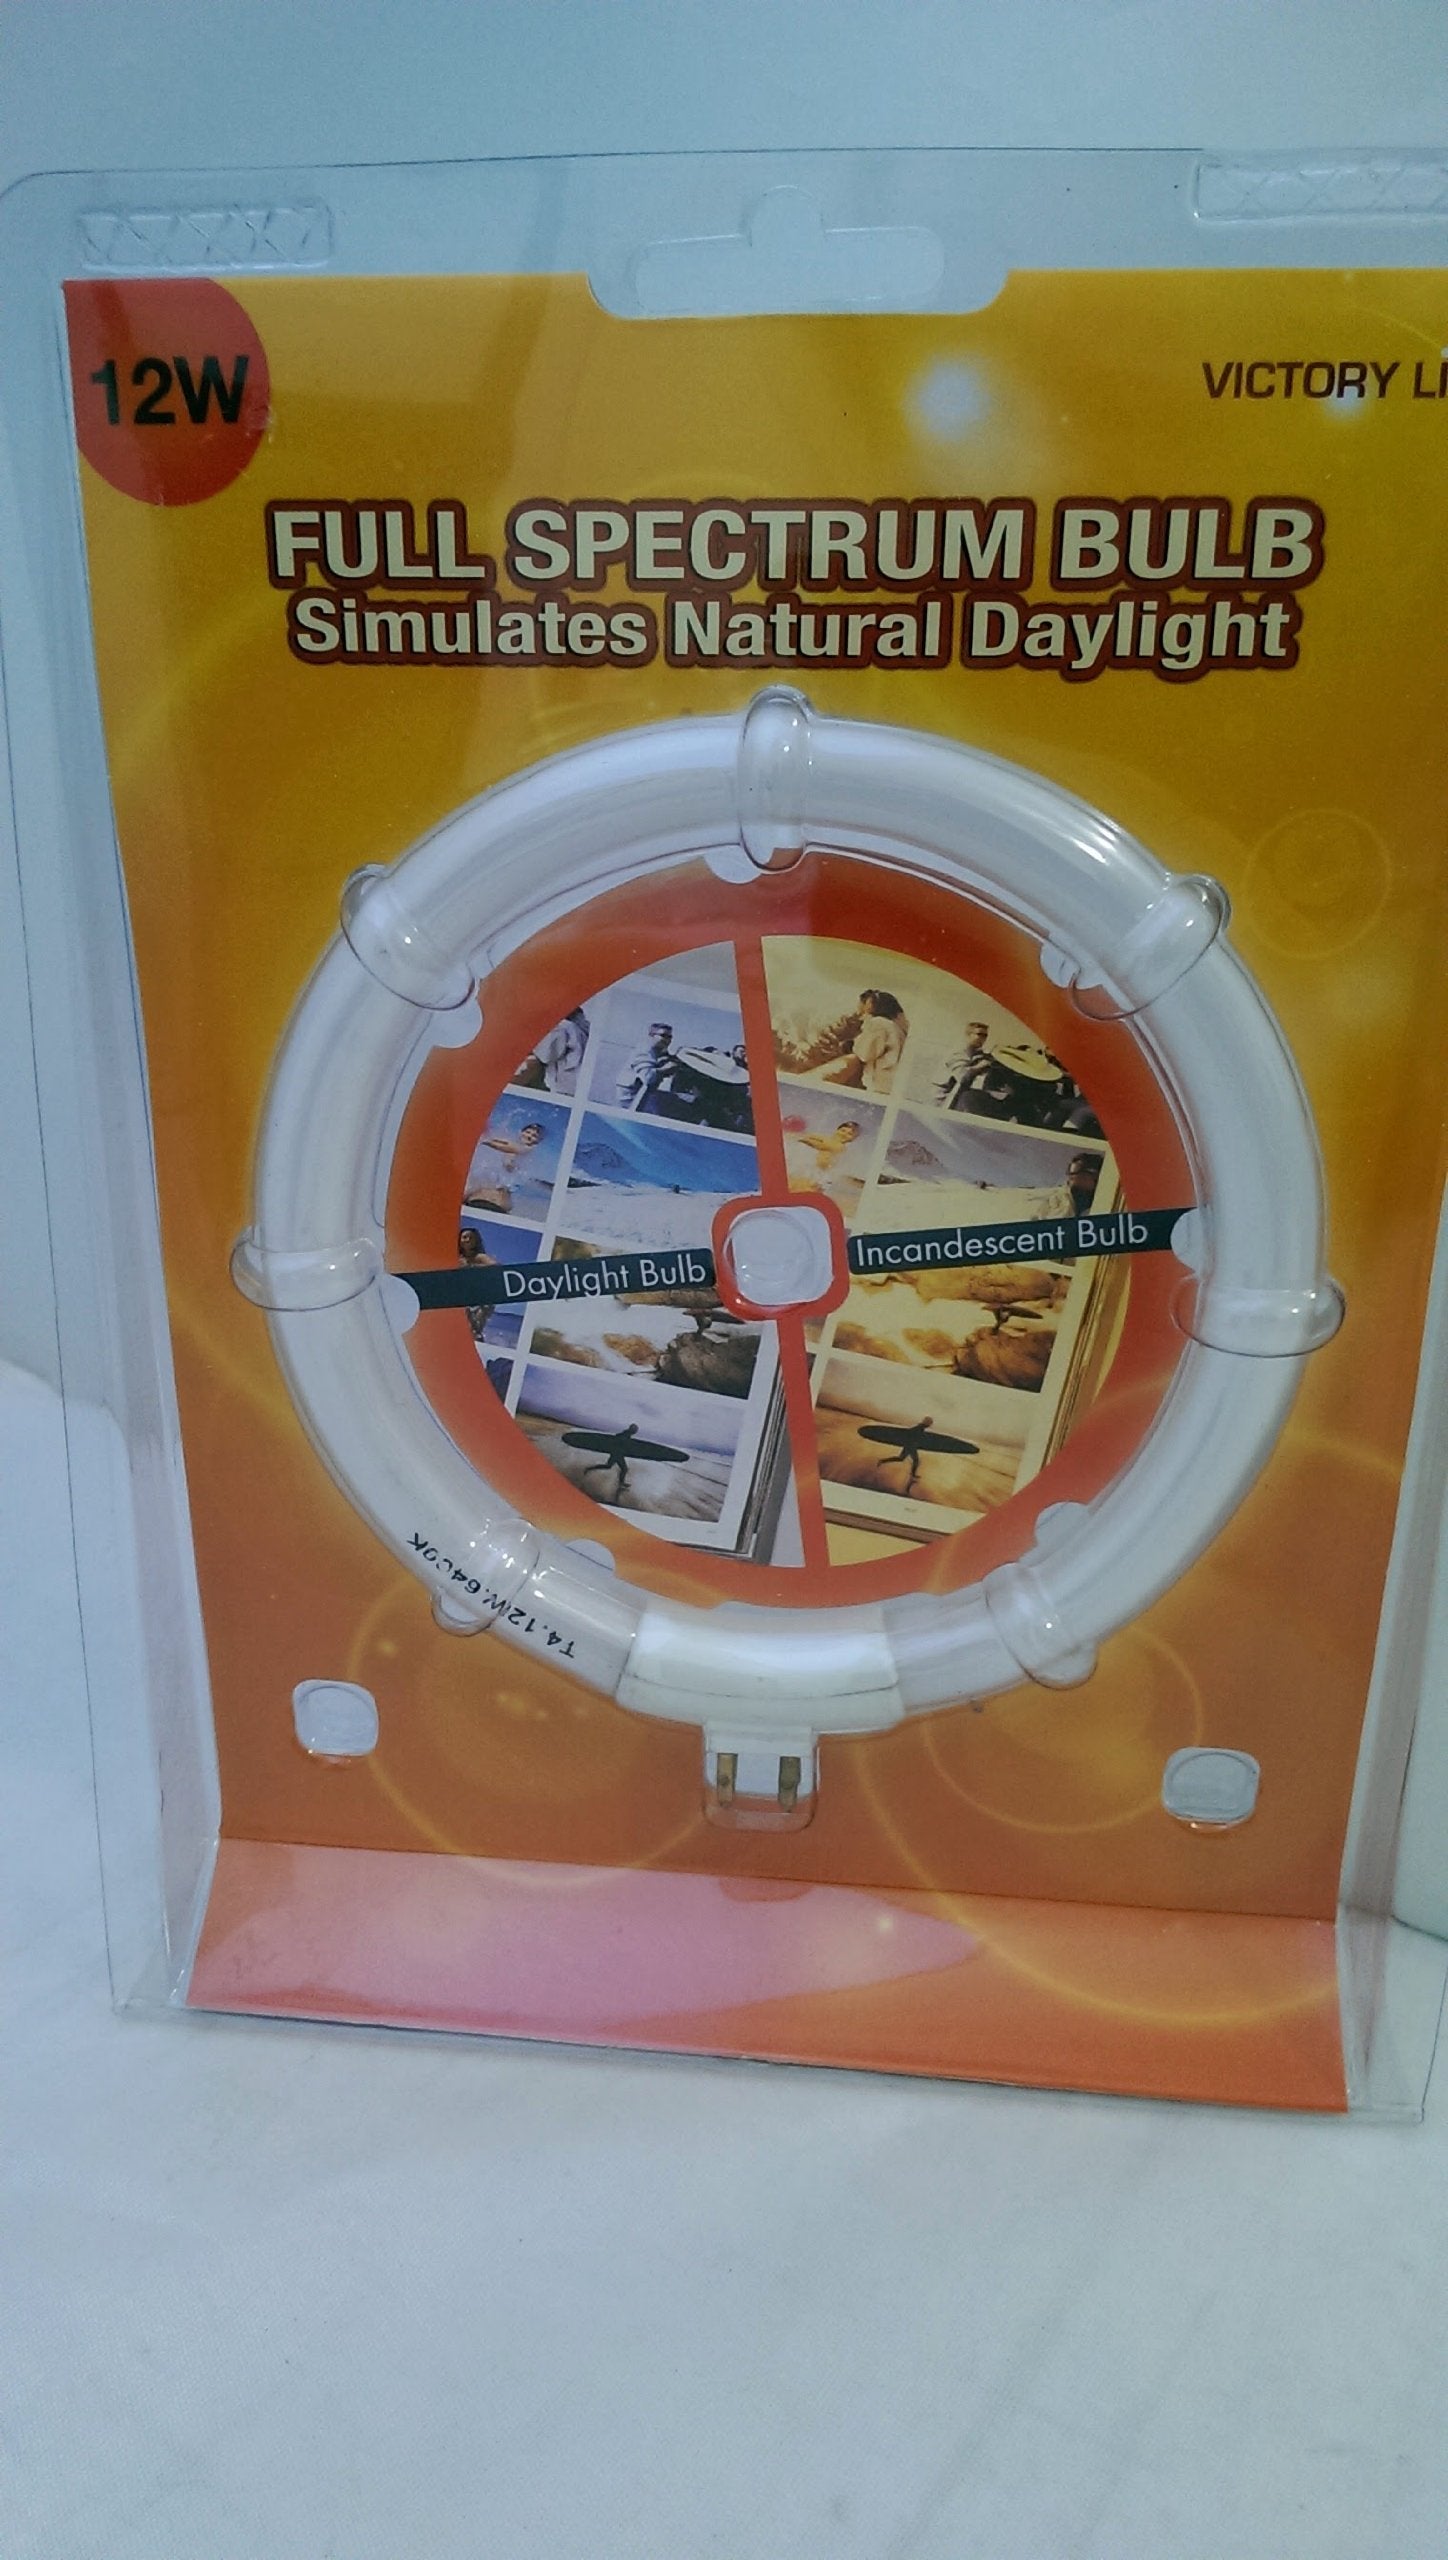 12W
VICTORY LI
FULL SPECTRUM BULB
Simulates Natural Daylight
Daylight Bulb
Incandescent Bulb
T4.12W.6400K